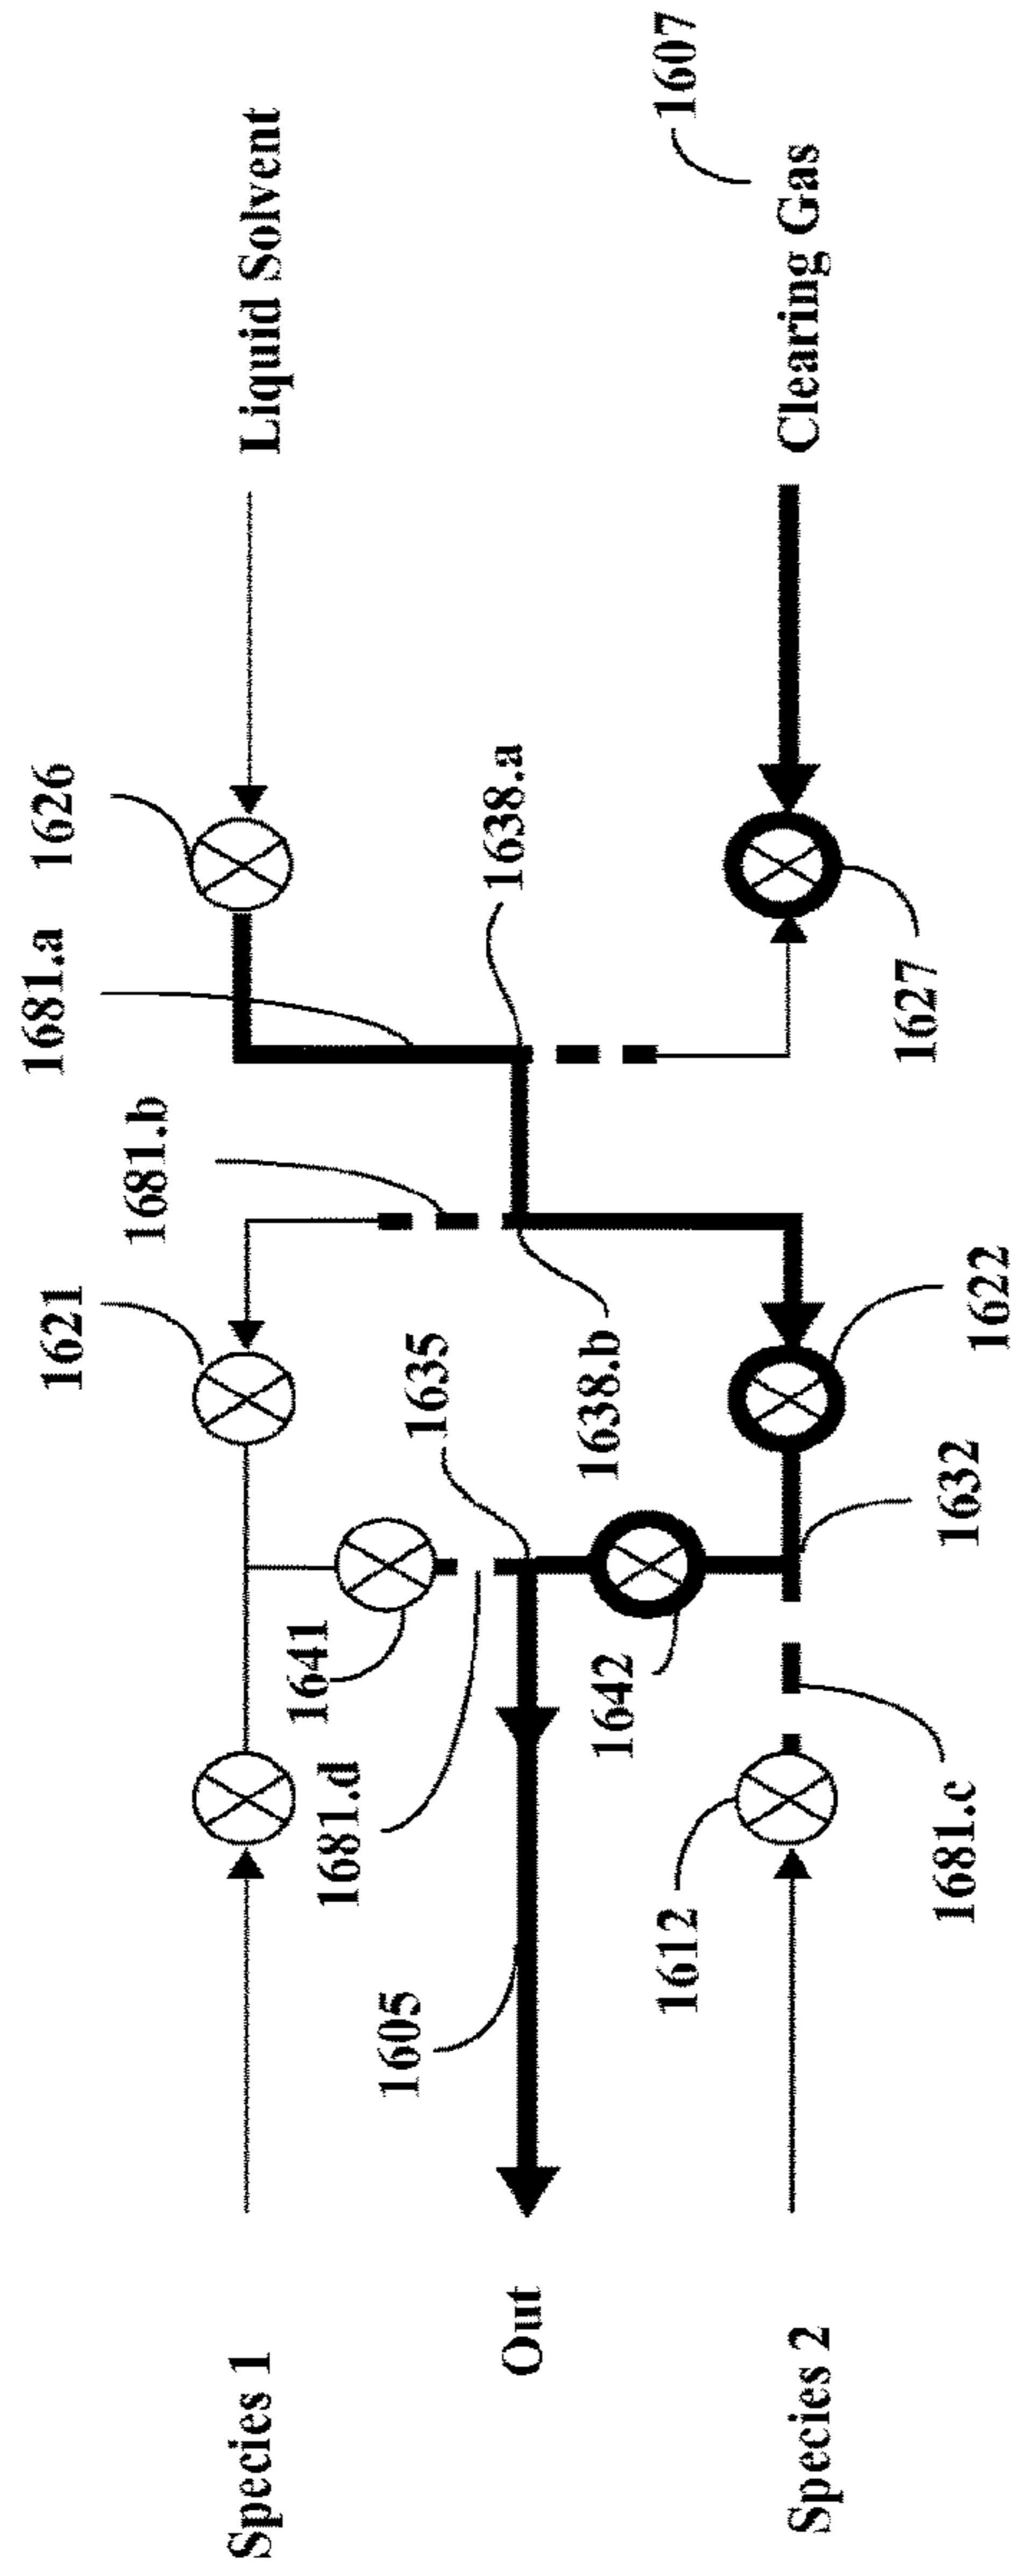 Species 1
Out
Species 2
1605
1612
1681.d
1681.c
1641
1642
1632
1635
1621
1638.b
1622
1681.b
1681.a
1638.a
1627
1626
Liquid Solvent
Clearing Gas
1607